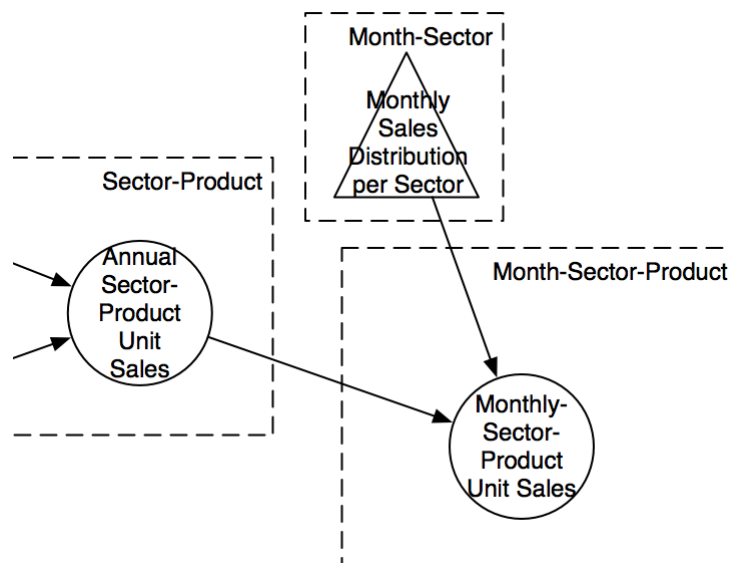 Month-Sector
Monthly
Sales
Distribution
per Sector
Sector-Product
Annual
Sector-
Product
Unit
Sales
Month-Sector-Product
Monthly-
Sector-
Product
Unit Sales